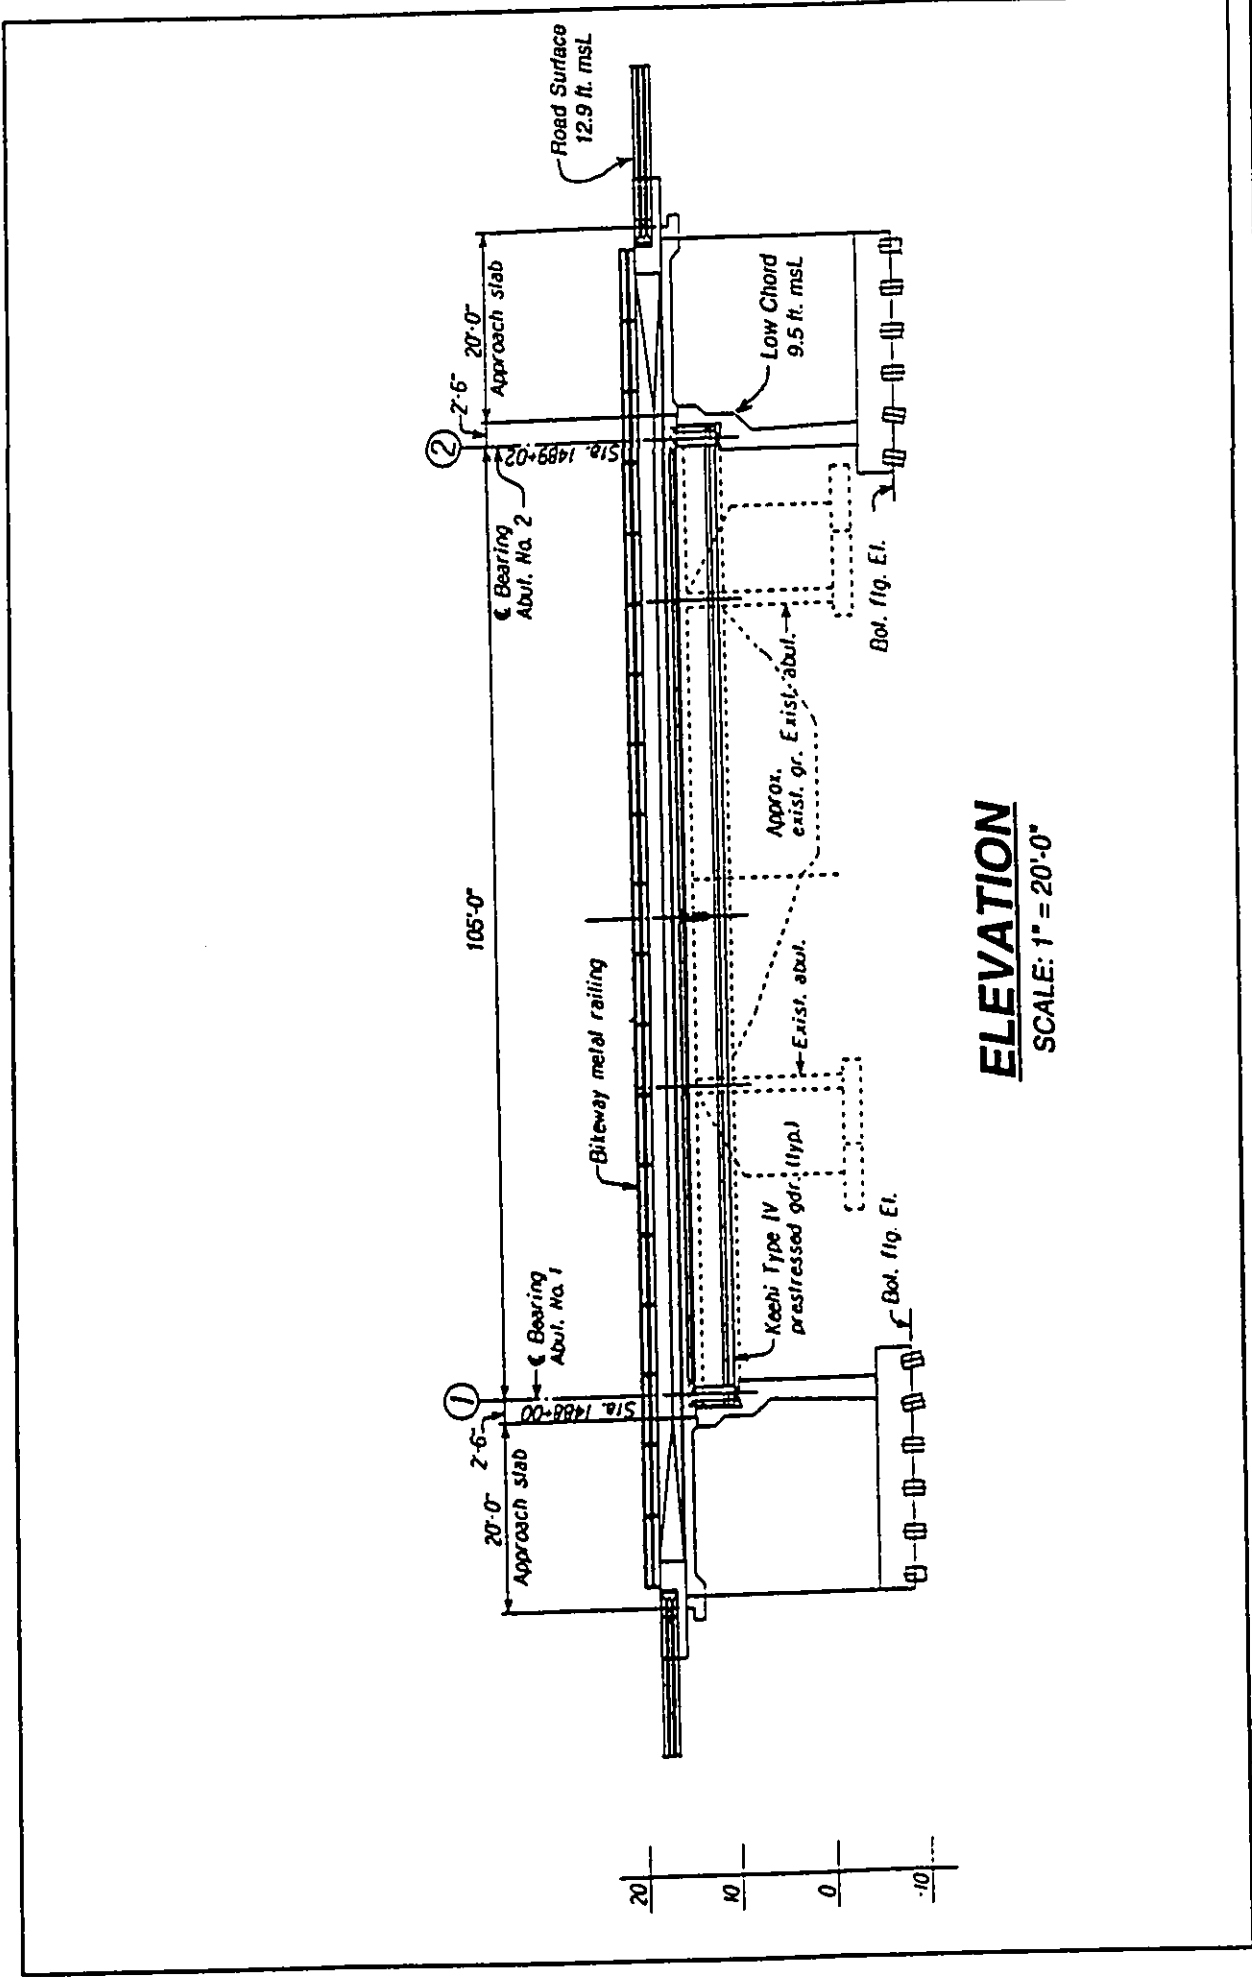 105'-0"
20'-0"
Approach slab
2'-6"
1
℄ Bearing
Abut. No. 1
Sta. 1488+00
2
℄ Bearing
Abut. No. 2
Sta. 1489+02
2'-6"
20'-0"
Approach slab
Road Surface
12.9 ft. msl
Bikeway metal railing
Keehi Type IV
prestressed gdr. (typ.)
Exist. abut.
Approx.
exist. gr.
Exist. abut.
Low Chord
9.5 ft. msl
Bot. ftg. El.
Bot. ftg. El.
20
10
0
-10
ELEVATION
SCALE: 1" = 20'-0"